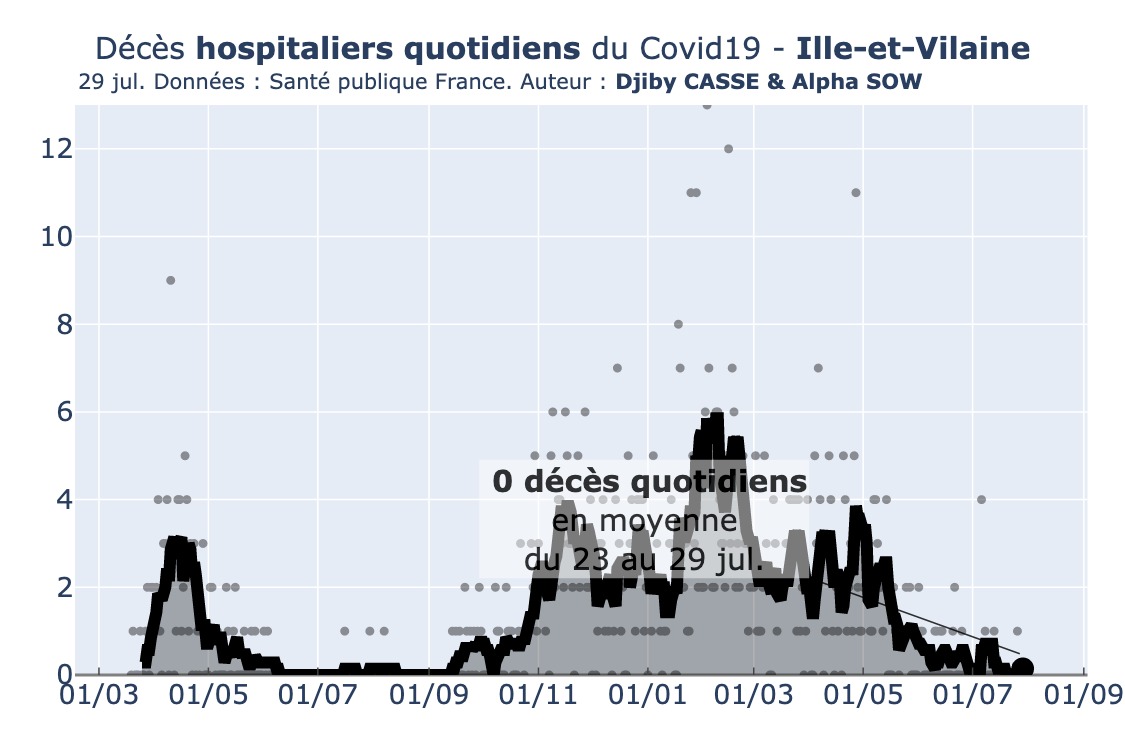 Décès hospitaliers quotidiens du Covid19 - Ille-et-Vilaine
29 jul. Données : Santé publique France. Auteur : Djiby CASSE & Alpha SOW
12
10
8
6
4
2
0
0 décès quotidiens
en moyenne
du 23 au 29 jul.
01/03 01/05 01/07 01/09 01/11 01/01 01/03 01/05 01/07 01/09